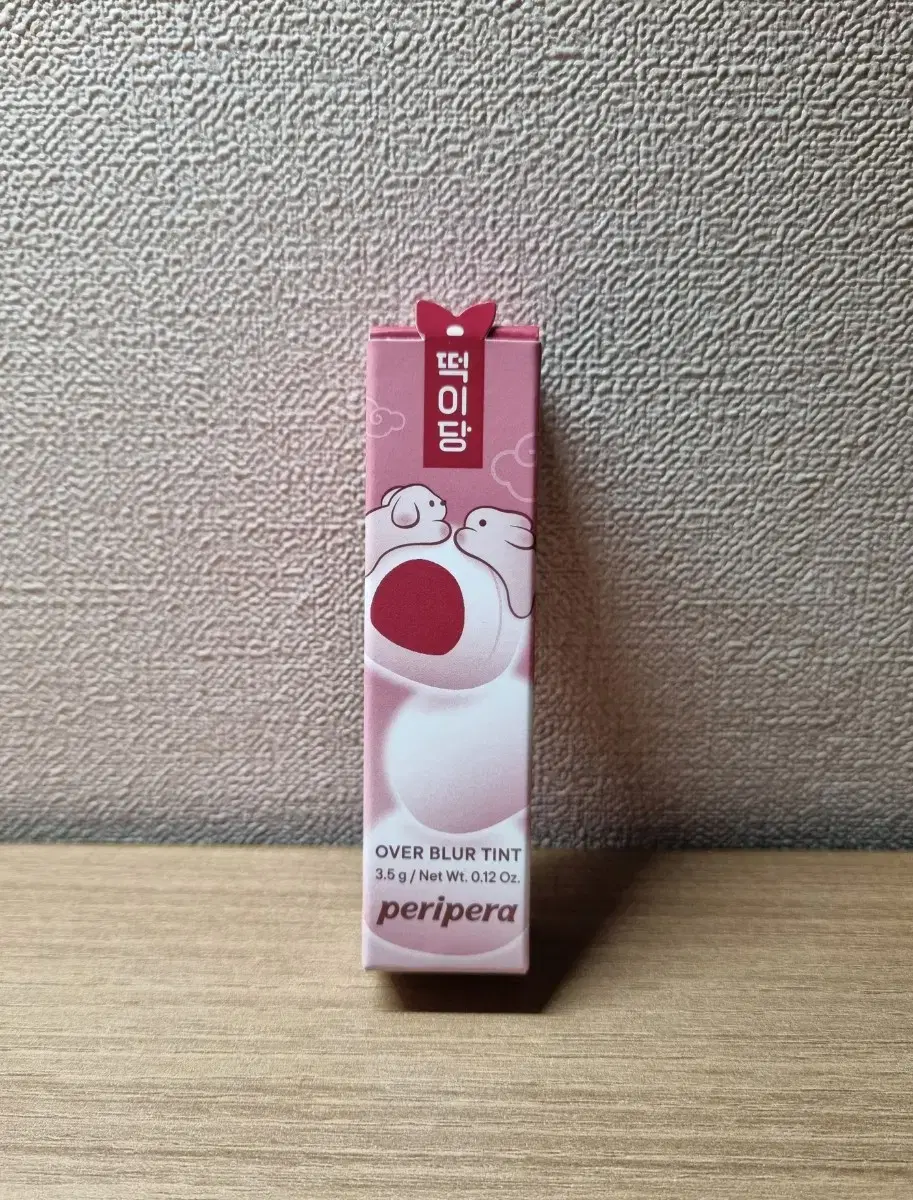 떡이당
OVER BLUR TINT
3.5 g / Net Wt. 0.12 Oz.
peripera